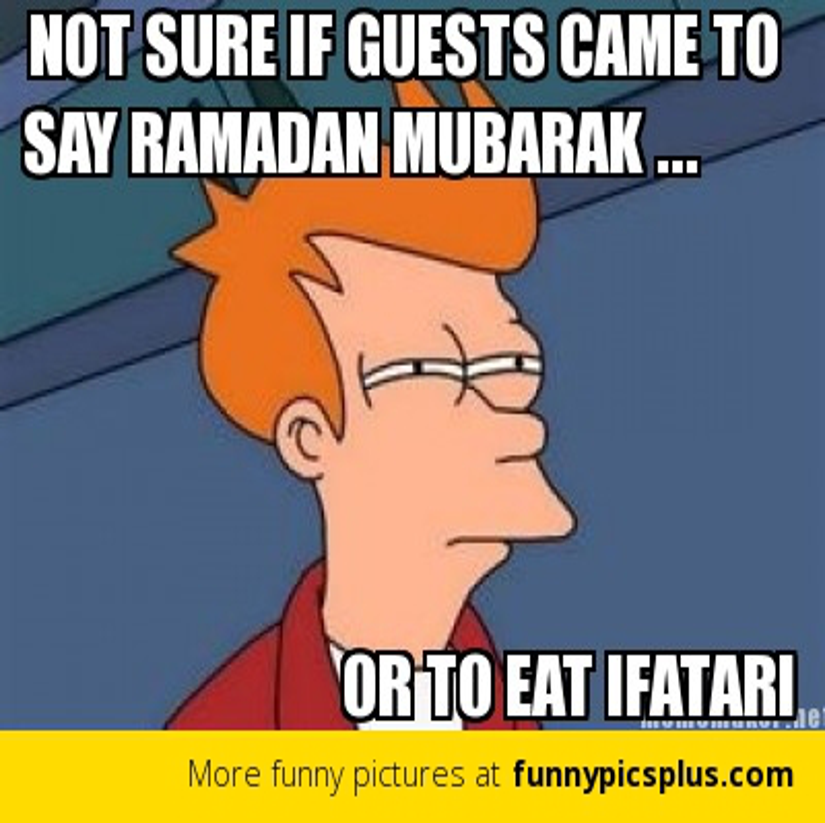 NOT SURE IF GUESTS CAME TO
SAY RAMADAN MUBARAK ...
OR TO EAT IFATARI
More funny pictures at funnypicsplus.com